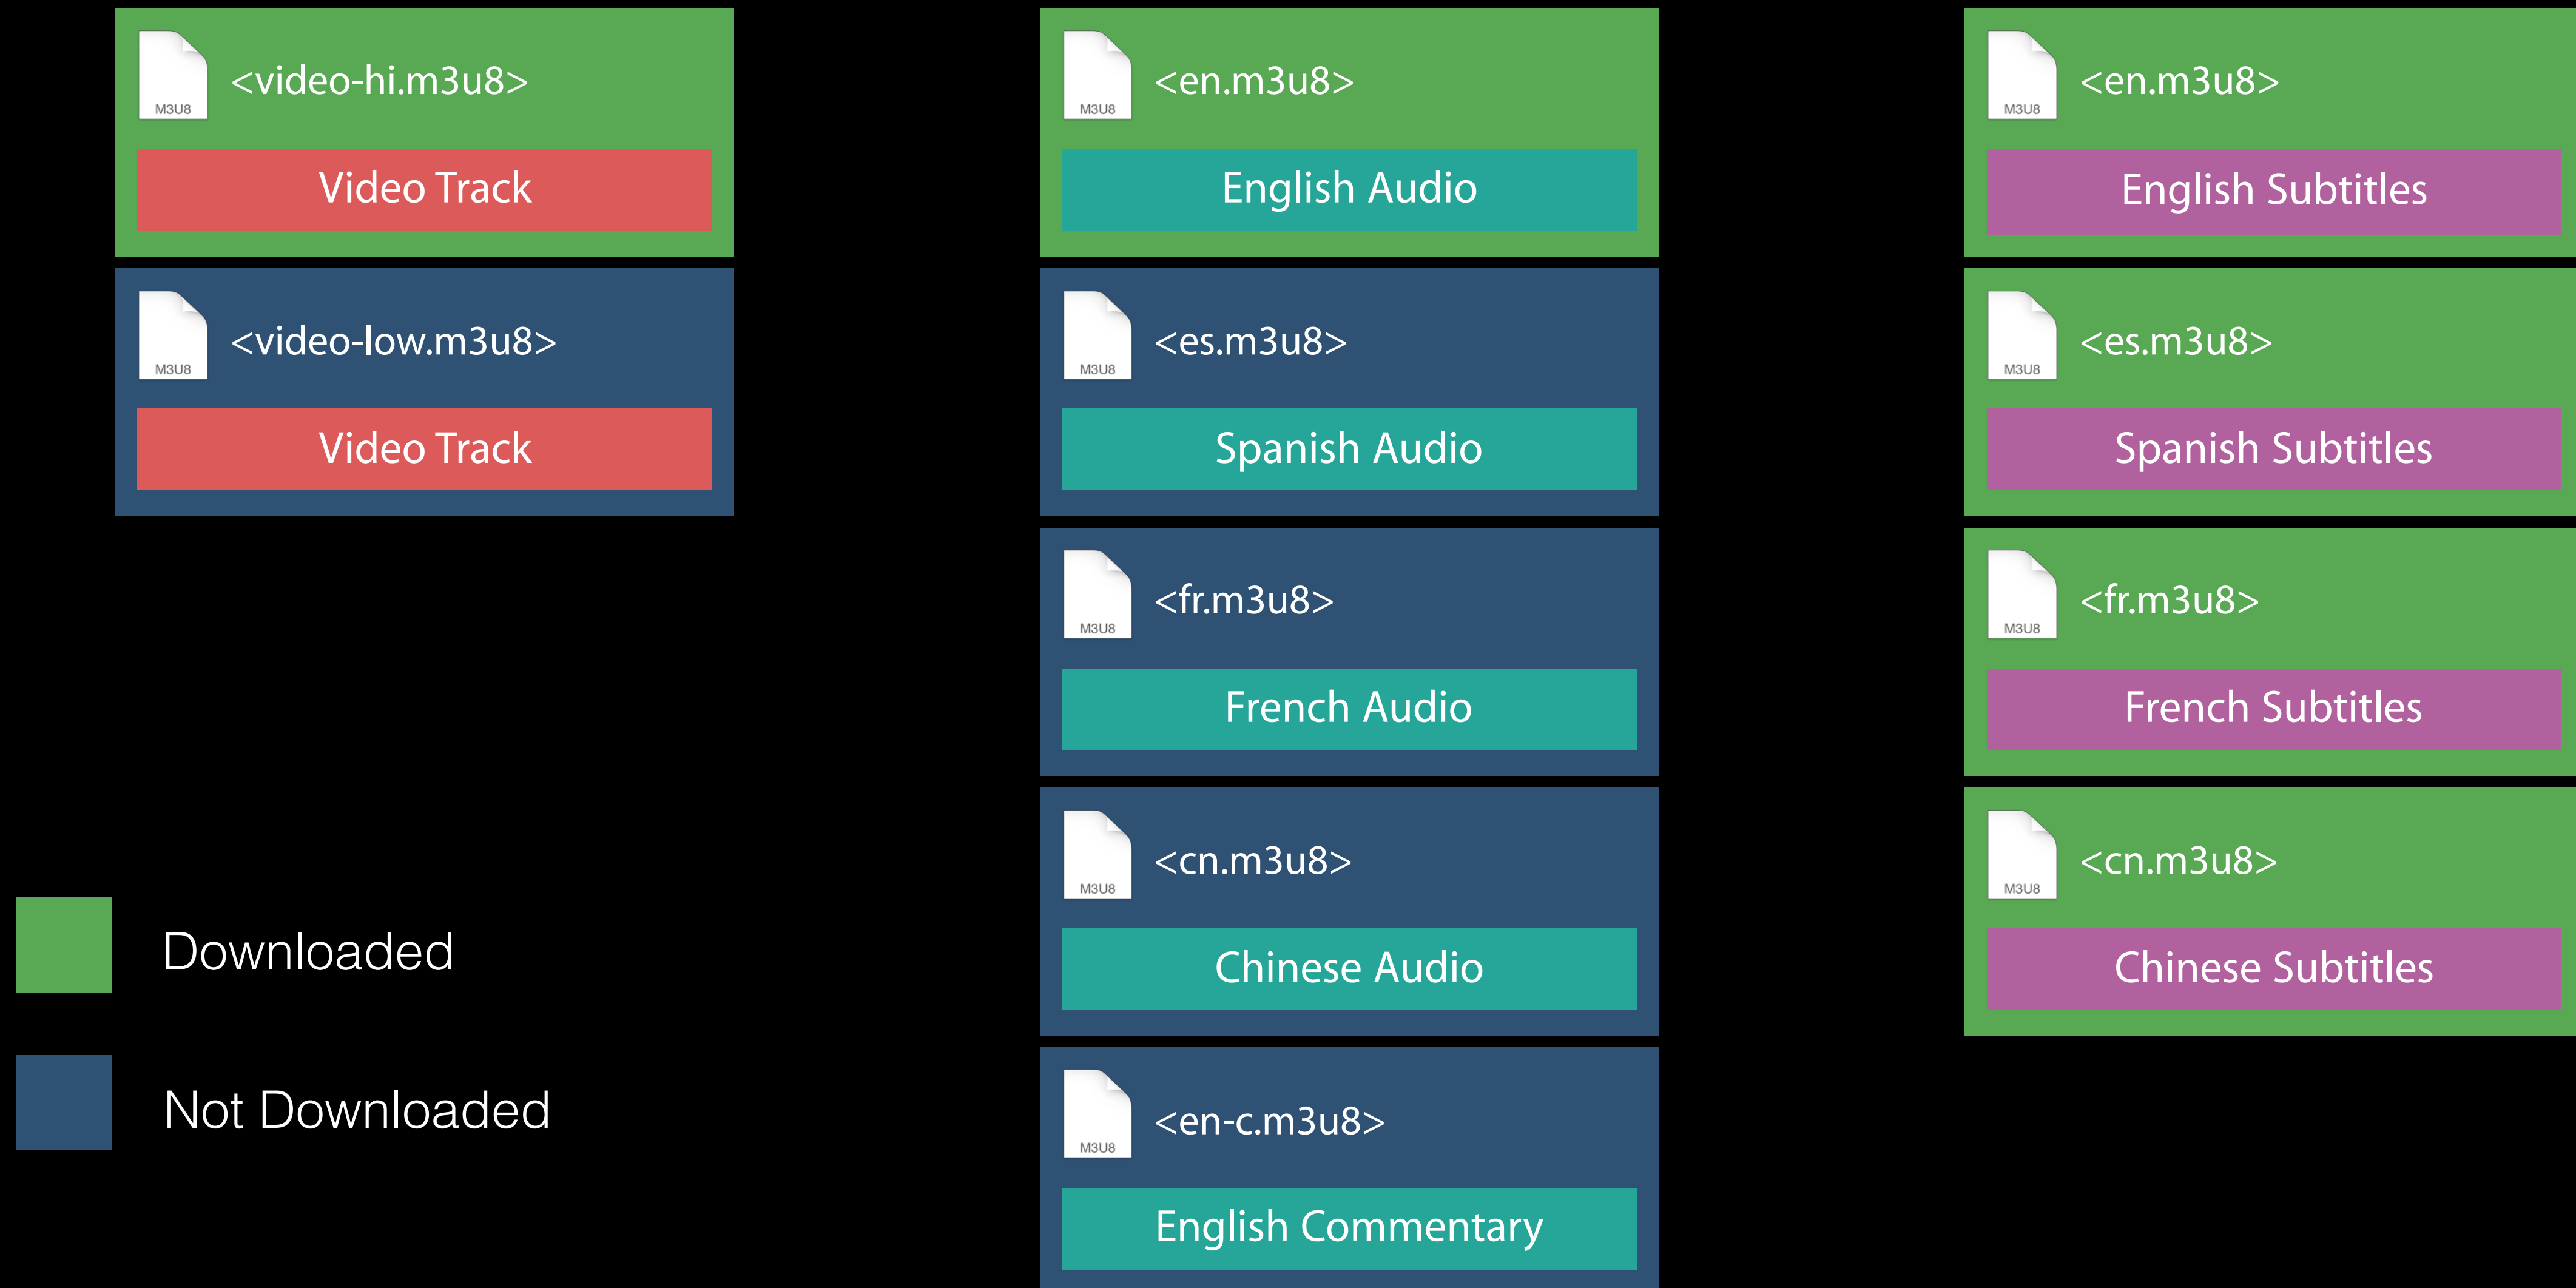 M3U8
<video-hi.m3u8>
Video Track
M3U8
<video-low.m3u8>
Video Track
Downloaded
Not Downloaded
M3U8
<en.m3u8>
English Audio
M3U8
<es.m3u8>
Spanish Audio
M3U8
<fr.m3u8>
French Audio
M3U8
<cn.m3u8>
Chinese Audio
M3U8
<en-c.m3u8>
English Commentary
M3U8
<en.m3u8>
English Subtitles
M3U8
<es.m3u8>
Spanish Subtitles
M3U8
<fr.m3u8>
French Subtitles
M3U8
<cn.m3u8>
Chinese Subtitles